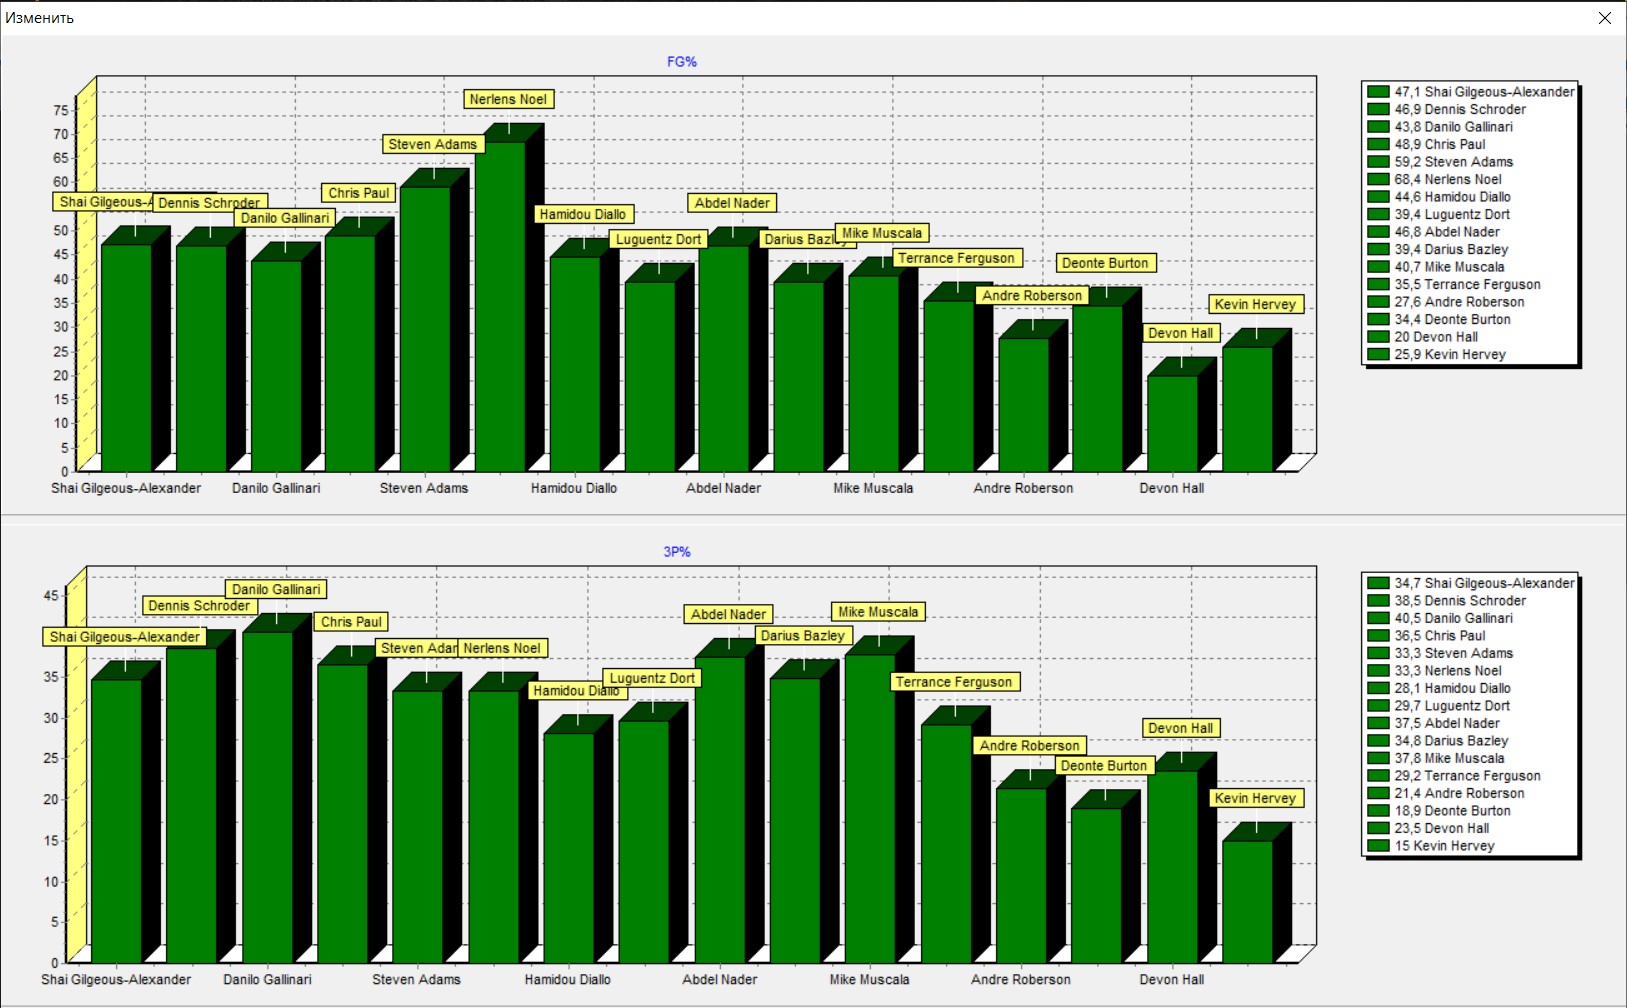 Изменить
FG%
75
70
65
60
50
45
40
35
30
25
20
15
10
5
0
Nerlens Noel
Steven Adams
Chris Paul
Shai Gilgeous-A
Dennis Schroder
Danilo Gallinari
Hamidou Diallo
Abdel Nader
Luguentz Dort
Darius Bazley
Mike Muscala
Terrance Ferguson
Deonte Burton
Andre Roberson
Kevin Hervey
Devon Hall
Shai Gilgeous-Alexander
Danilo Gallinari
Steven Adams
Hamidou Diallo
Abdel Nader
Mike Muscala
Andre Roberson
Devon Hall
47,1 Shai Gilgeous-Alexander
46,9 Dennis Schroder
43,8 Danilo Gallinari
48,9 Chris Paul
59,2 Steven Adams
68,4 Nerlens Noel
44,6 Hamidou Diallo
39,4 Luguentz Dort
46,8 Abdel Nader
39,4 Darius Bazley
40,7 Mike Muscala
35,5 Terrance Ferguson
27,6 Andre Roberson
34,4 Deonte Burton
20 Devon Hall
25,9 Kevin Hervey
3P%
45
35
30
25
20
15
10
5
0
Danilo Gallinari
Dennis Schroder
Shai Gilgeous-Alexander
Chris Paul
Steven Adar
Nerlens Noel
Hamidou Diallo
Luguentz Dort
Abdel Nader
Darius Bazley
Mike Muscala
Terrance Ferguson
Andre Roberson
Deonte Burton
Devon Hall
Kevin Hervey
Shai Gilgeous-Alexander
Danilo Gallinari
Steven Adams
Hamidou Diallo
Abdel Nader
Mike Muscala
Andre Roberson
Devon Hall
34,7 Shai Gilgeous-Alexander
38,5 Dennis Schroder
40,5 Danilo Gallinari
36,5 Chris Paul
33,3 Steven Adams
33,3 Nerlens Noel
28,1 Hamidou Diallo
29,7 Luguentz Dort
37,5 Abdel Nader
34,8 Darius Bazley
37,8 Mike Muscala
29,2 Terrance Ferguson
21,4 Andre Roberson
18,9 Deonte Burton
23,5 Devon Hall
15 Kevin Hervey